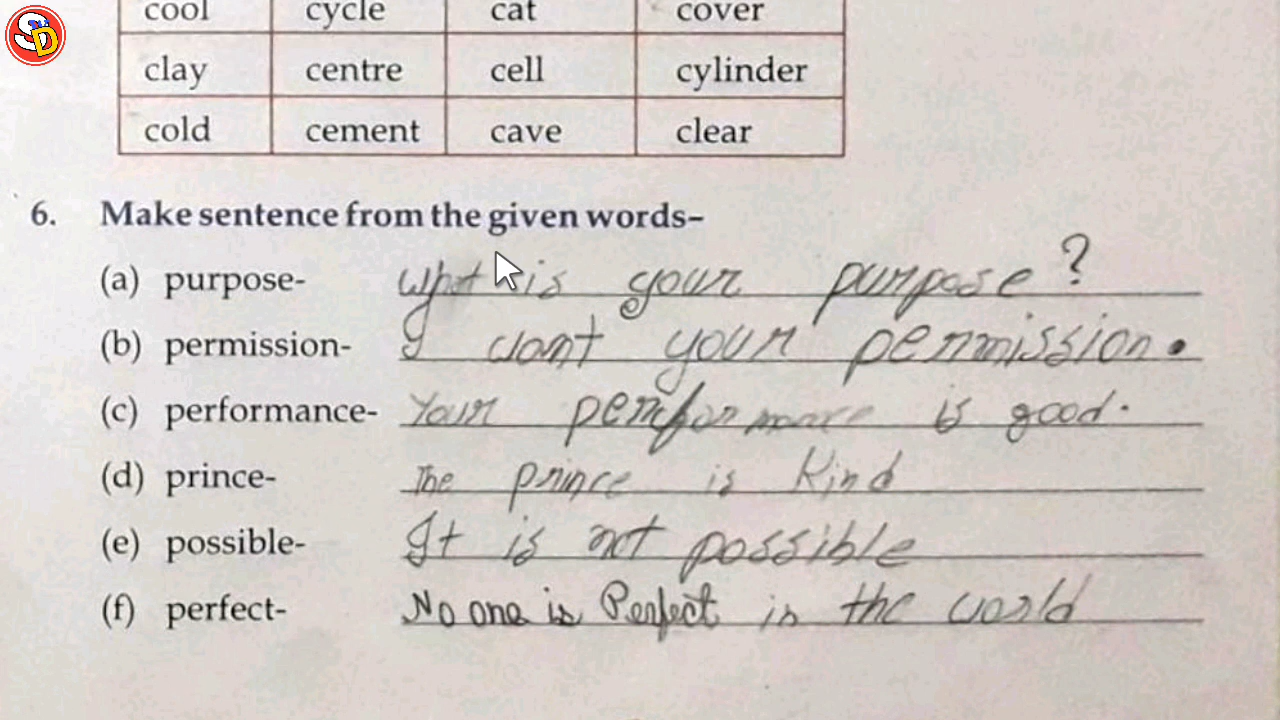 SD
cool cycle cat cover
clay centre cell cylinder
cold cement cave clear
6. Make sentence from the given words–
(a) purpose- What is your purpose?
(b) permission- I want your permission.
(c) performance- Your performance is good.
(d) prince- The prince is kind
(e) possible- It is not possible
(f) perfect- No one is Perfect in the world